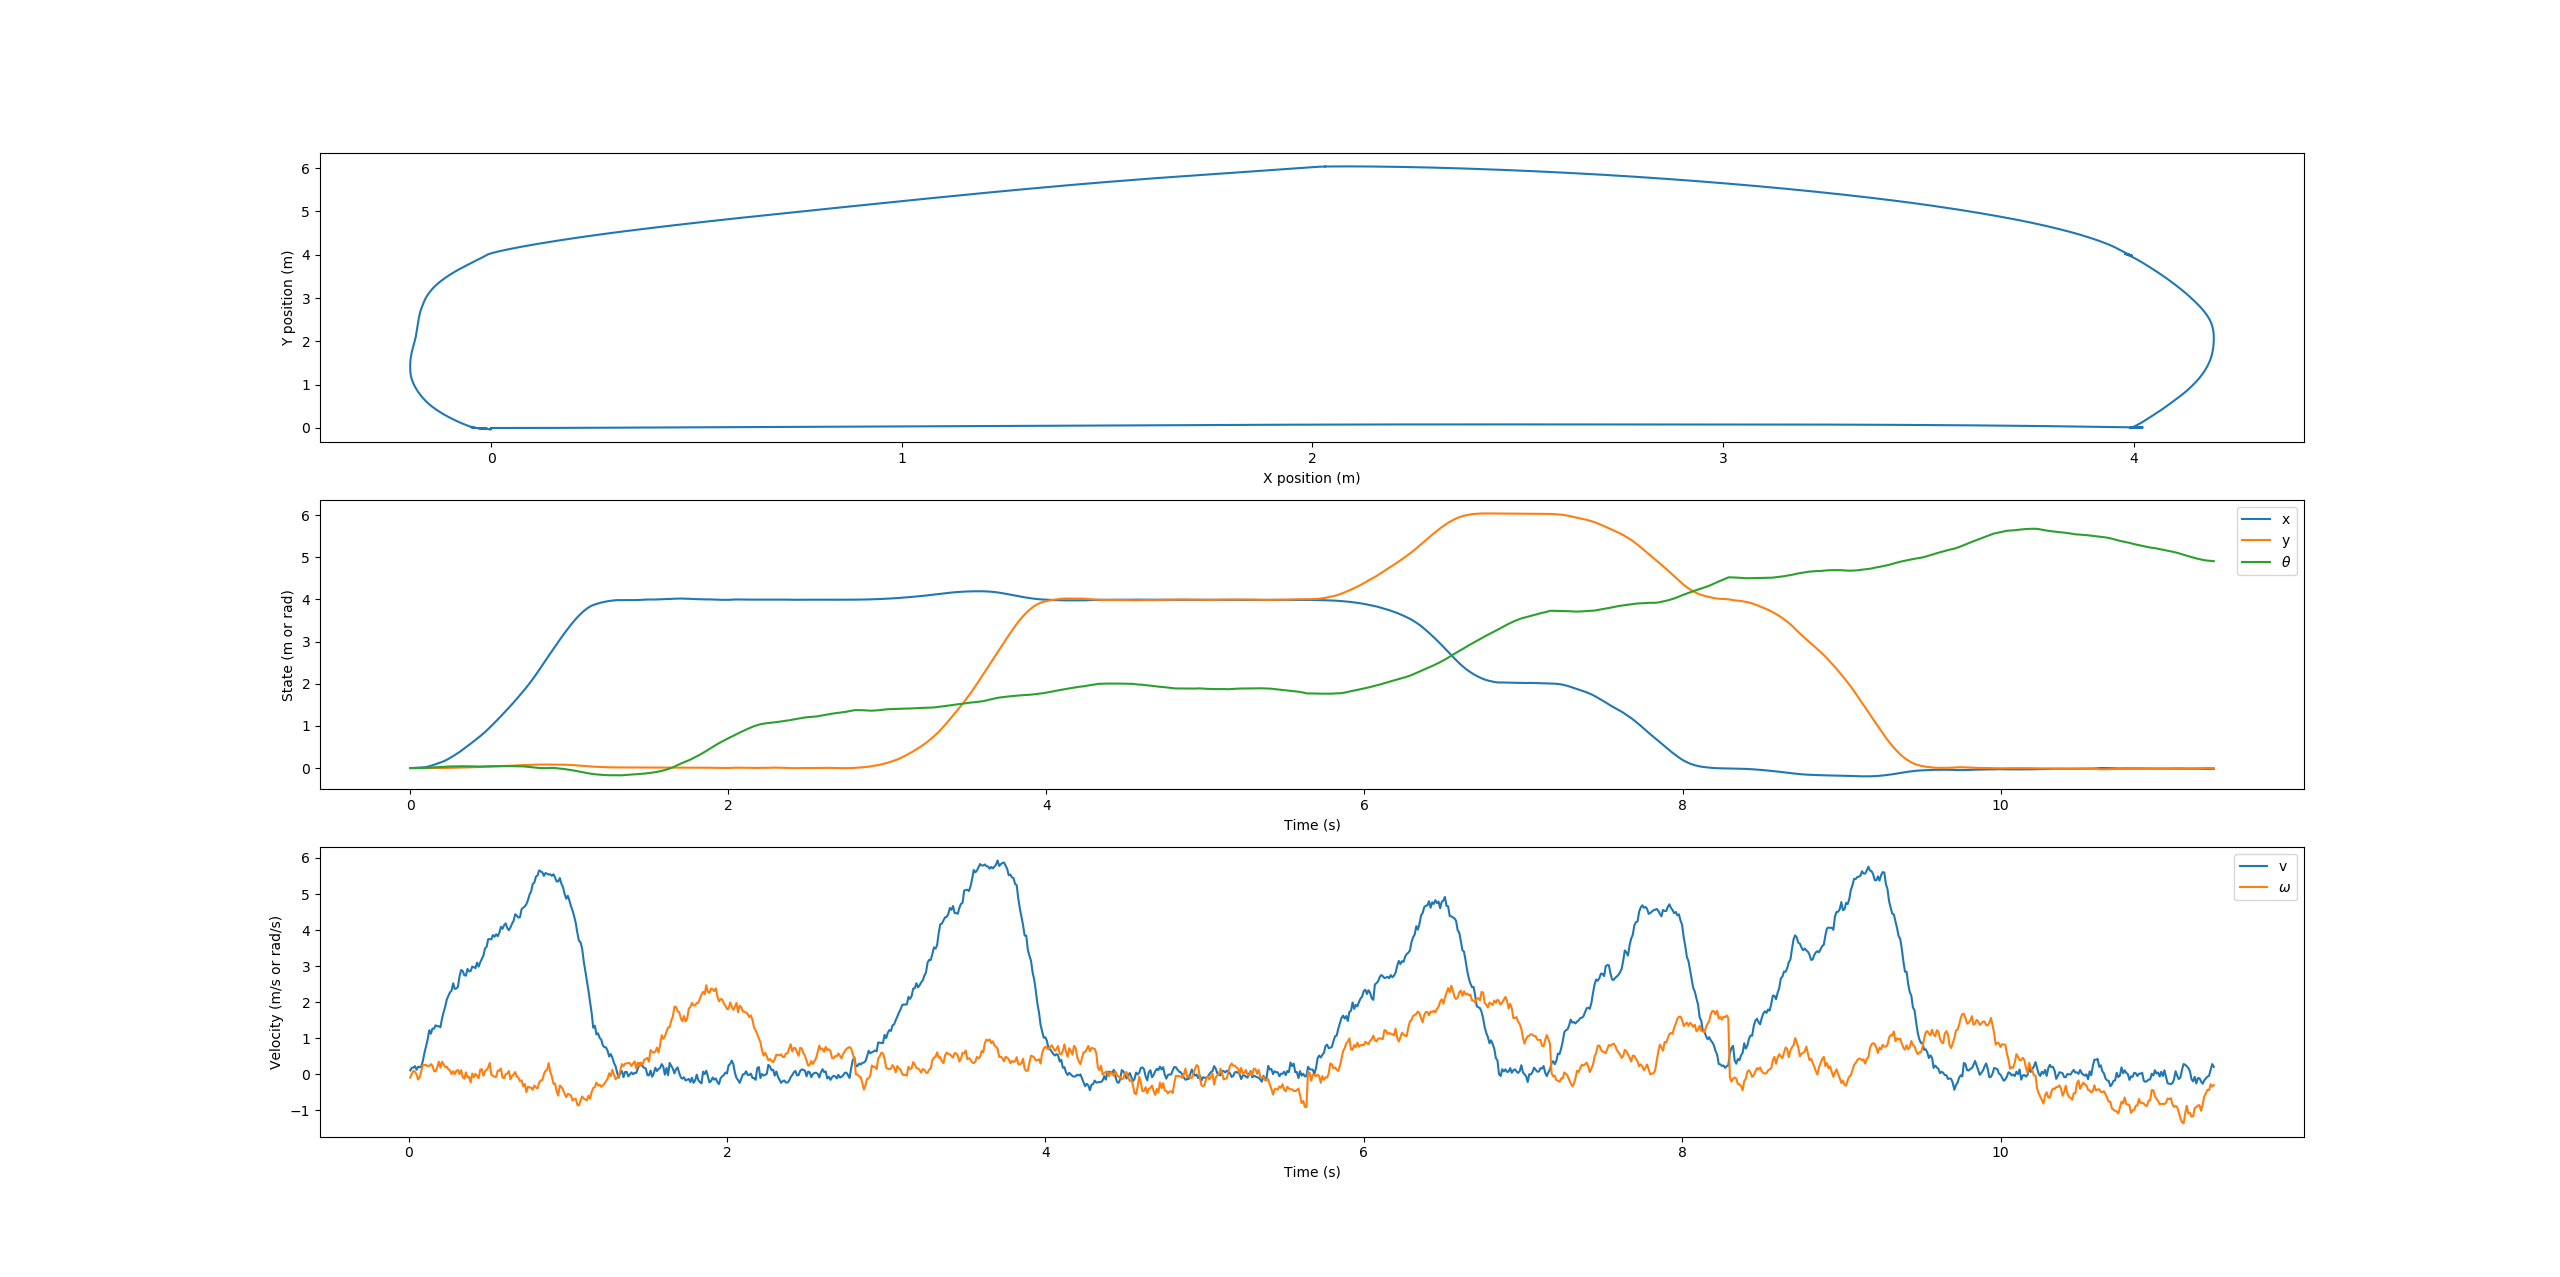 6
5
4
3
2
1
0
Y position (m)
0 1 2 3 4
X position (m)
6
5
4
3
2
1
0
State (m or rad)
x
y
θ
0 2 4 6 8 10
Time (s)
6
5
4
3
2
1
0
−1
Velocity (m/s or rad/s)
v
ω
0 2 4 6 8 10
Time (s)